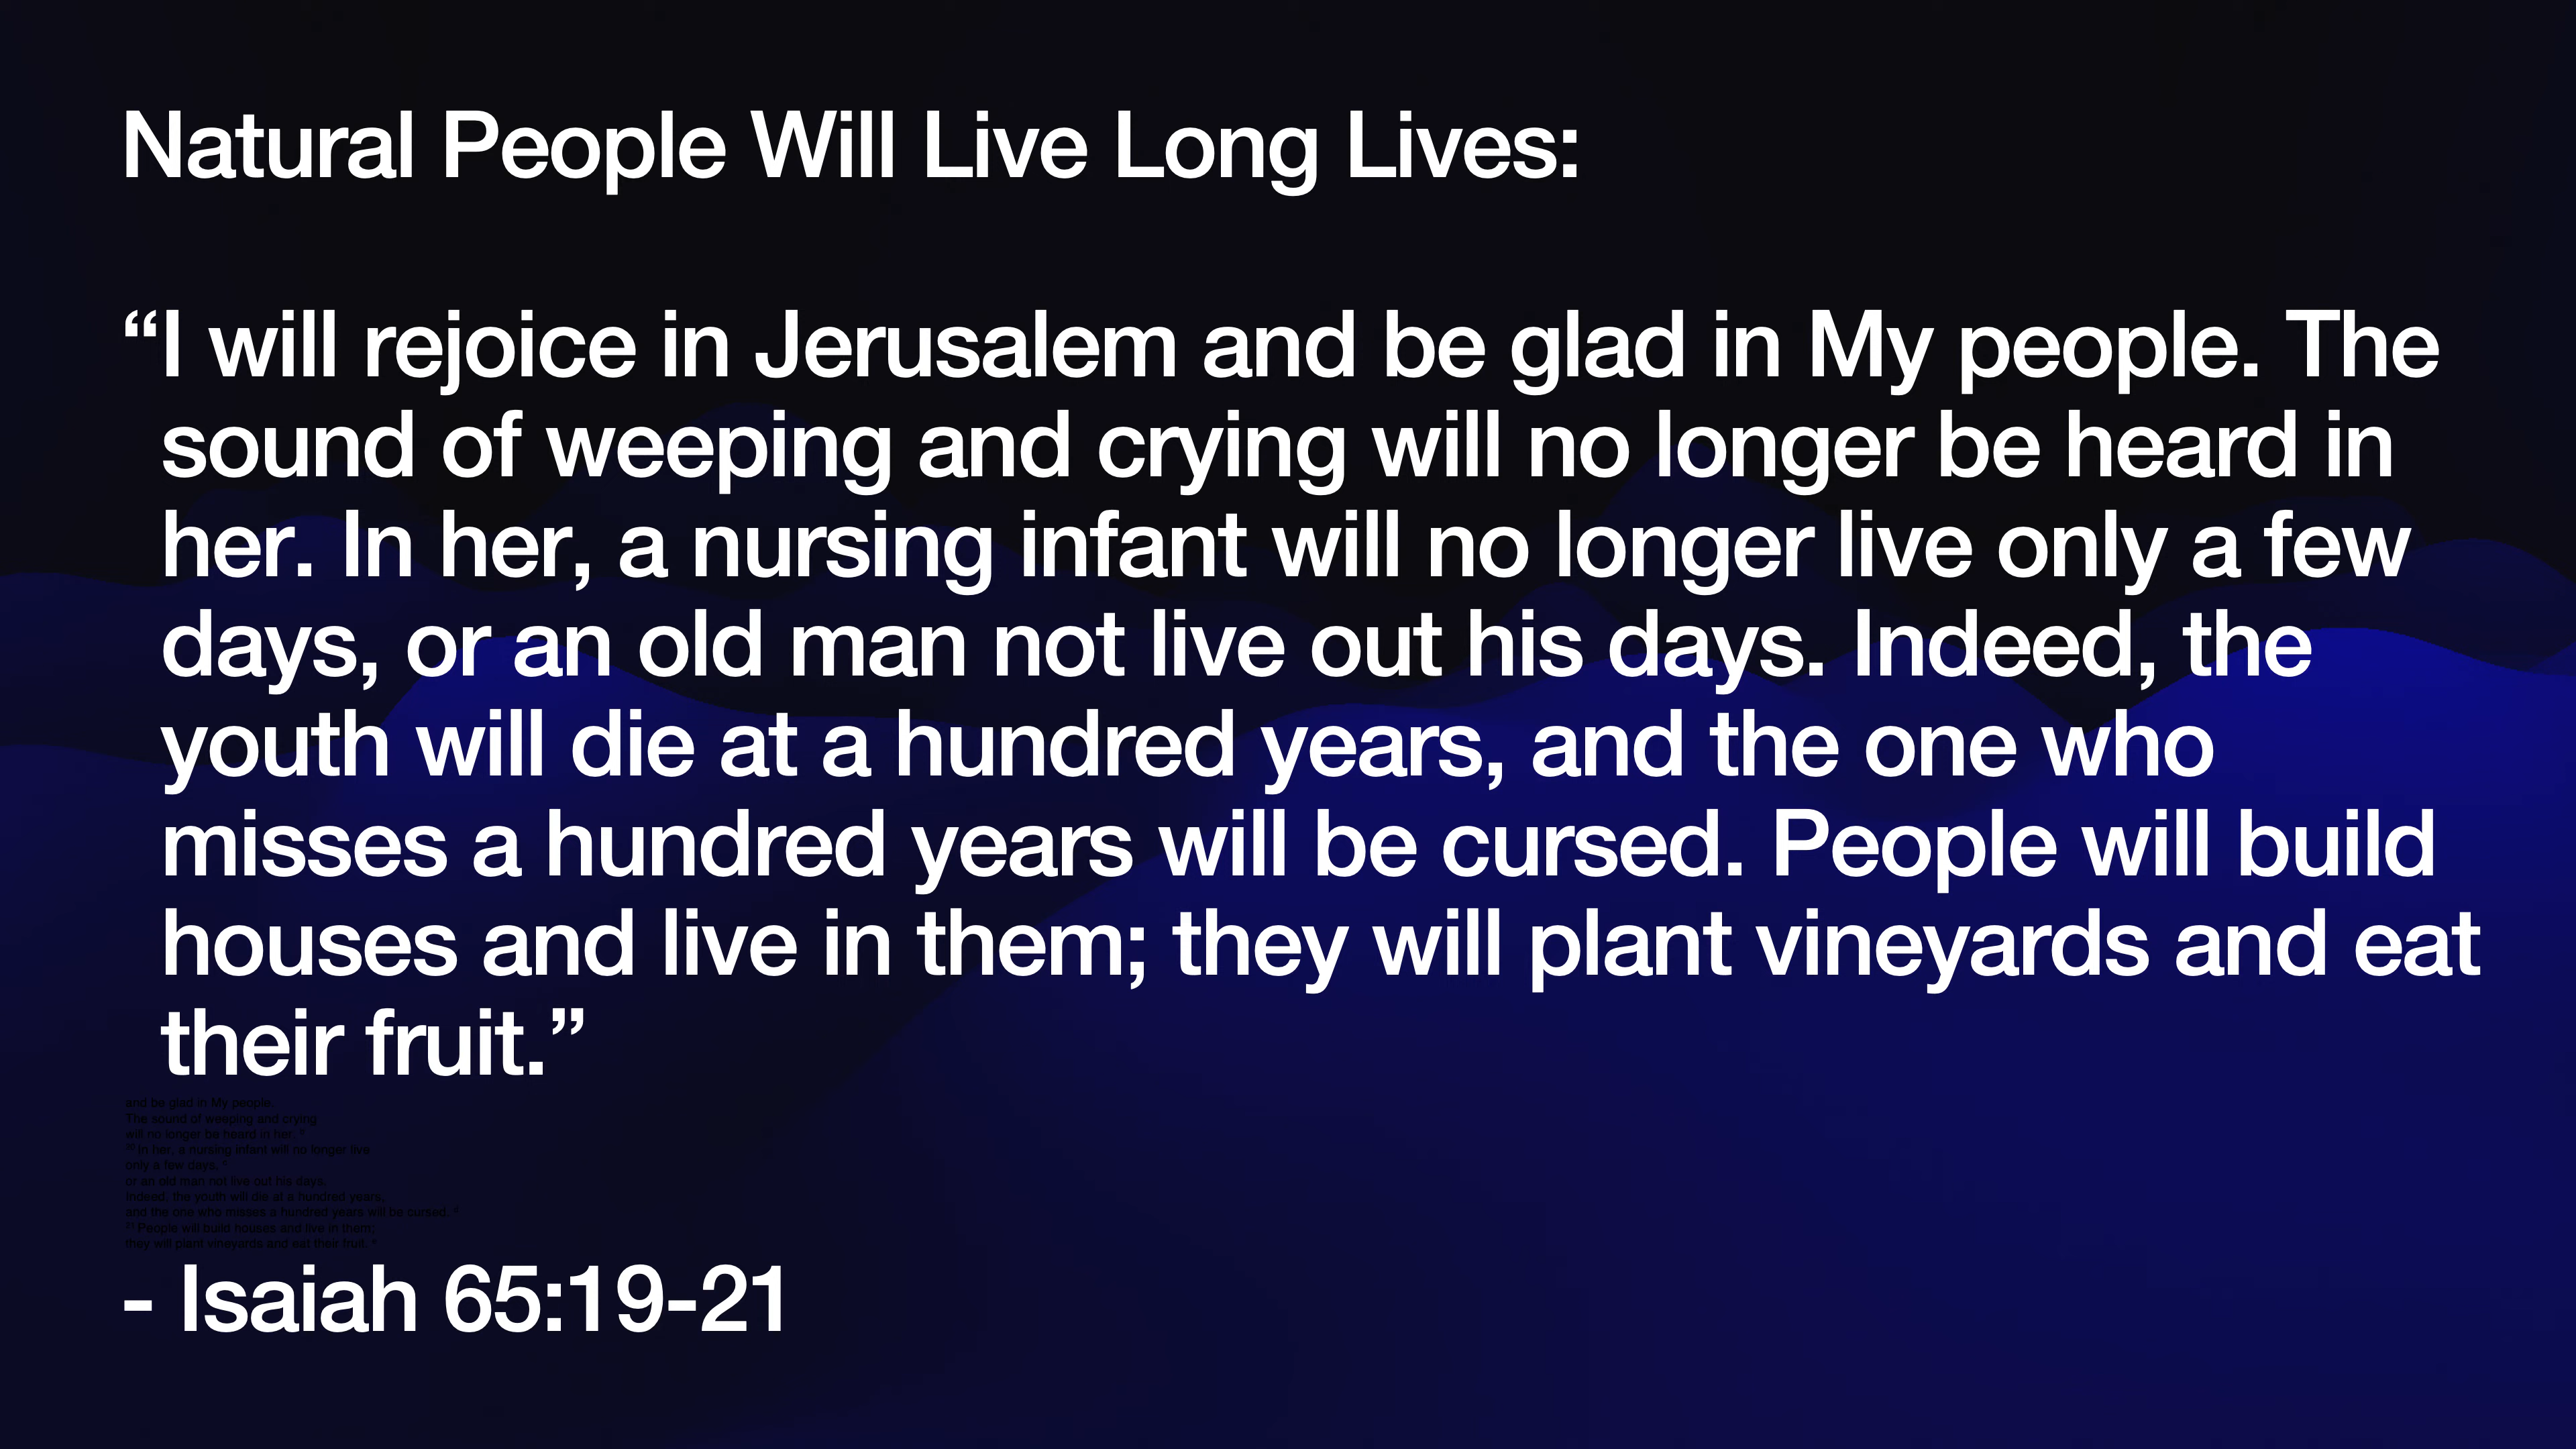 Natural People Will Live Long Lives:
“I will rejoice in Jerusalem and be glad in My people. The
sound of weeping and crying will no longer be heard in
her. In her, a nursing infant will no longer live only a few
days, or an old man not live out his days. Indeed, the
youth will die at a hundred years, and the one who
misses a hundred years will be cursed. People will build
houses and live in them; they will plant vineyards and eat
their fruit.”
and be glad in My people.
The sound of weeping and crying
will no longer be heard in her.
20 In her, a nursing infant will no longer live
only a few days,
or an old man not live out his days.
Indeed, the youth will die at a hundred years,
and the one who misses a hundred years will be cursed.
21 People will build houses and live in them;
they will plant vineyards and eat their fruit.
- Isaiah 65:19-21